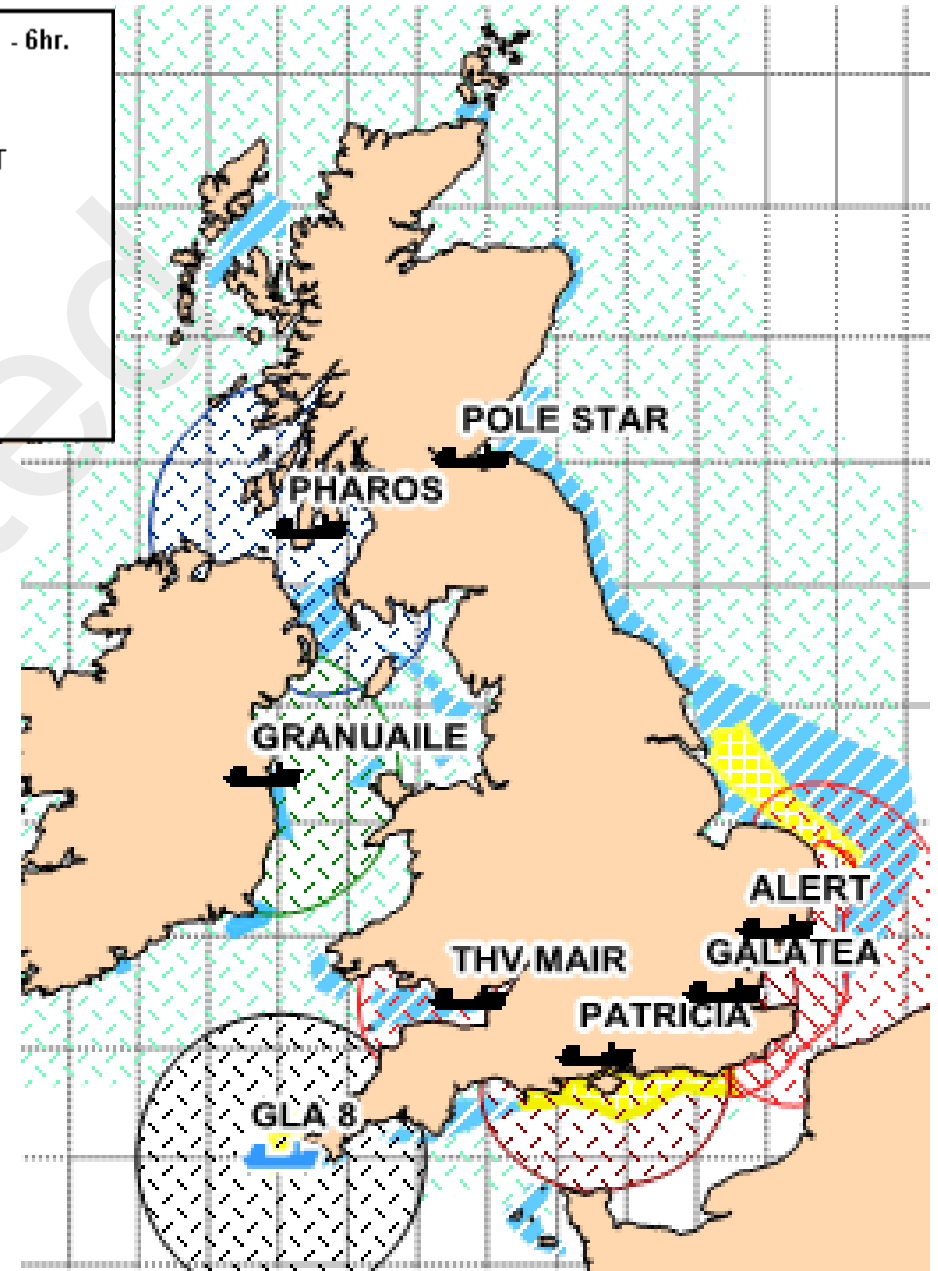 - 6hr.
T
POLE STAR
PHAROS
GRANUAILE
ALERT
GALATEA
THV MAIR
PATRICIA
GLA 8